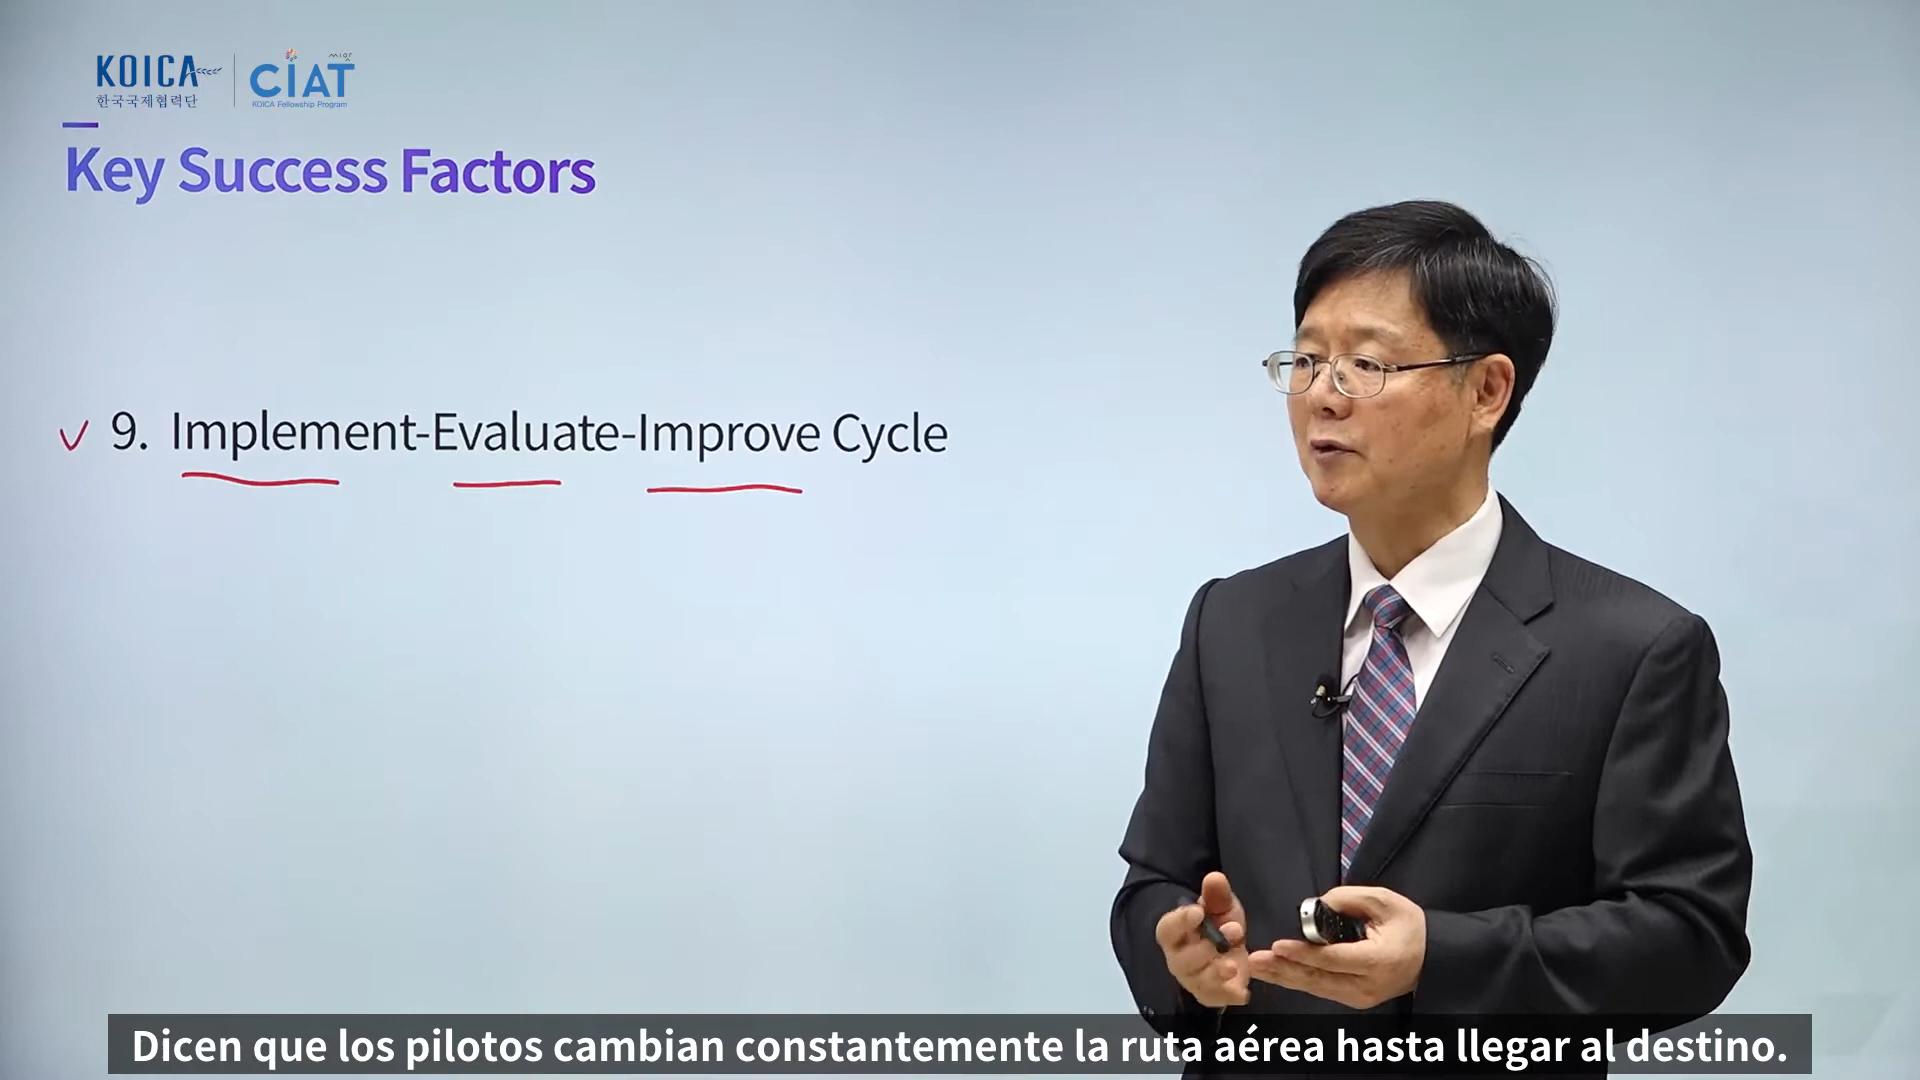 KOICA
한국국제협력단
CIAT
KOICA Fellowship Program
Key Success Factors
9. Implement-Evaluate-Improve Cycle
Dicen que los pilotos cambian constantemente la ruta aérea hasta llegar al destino.